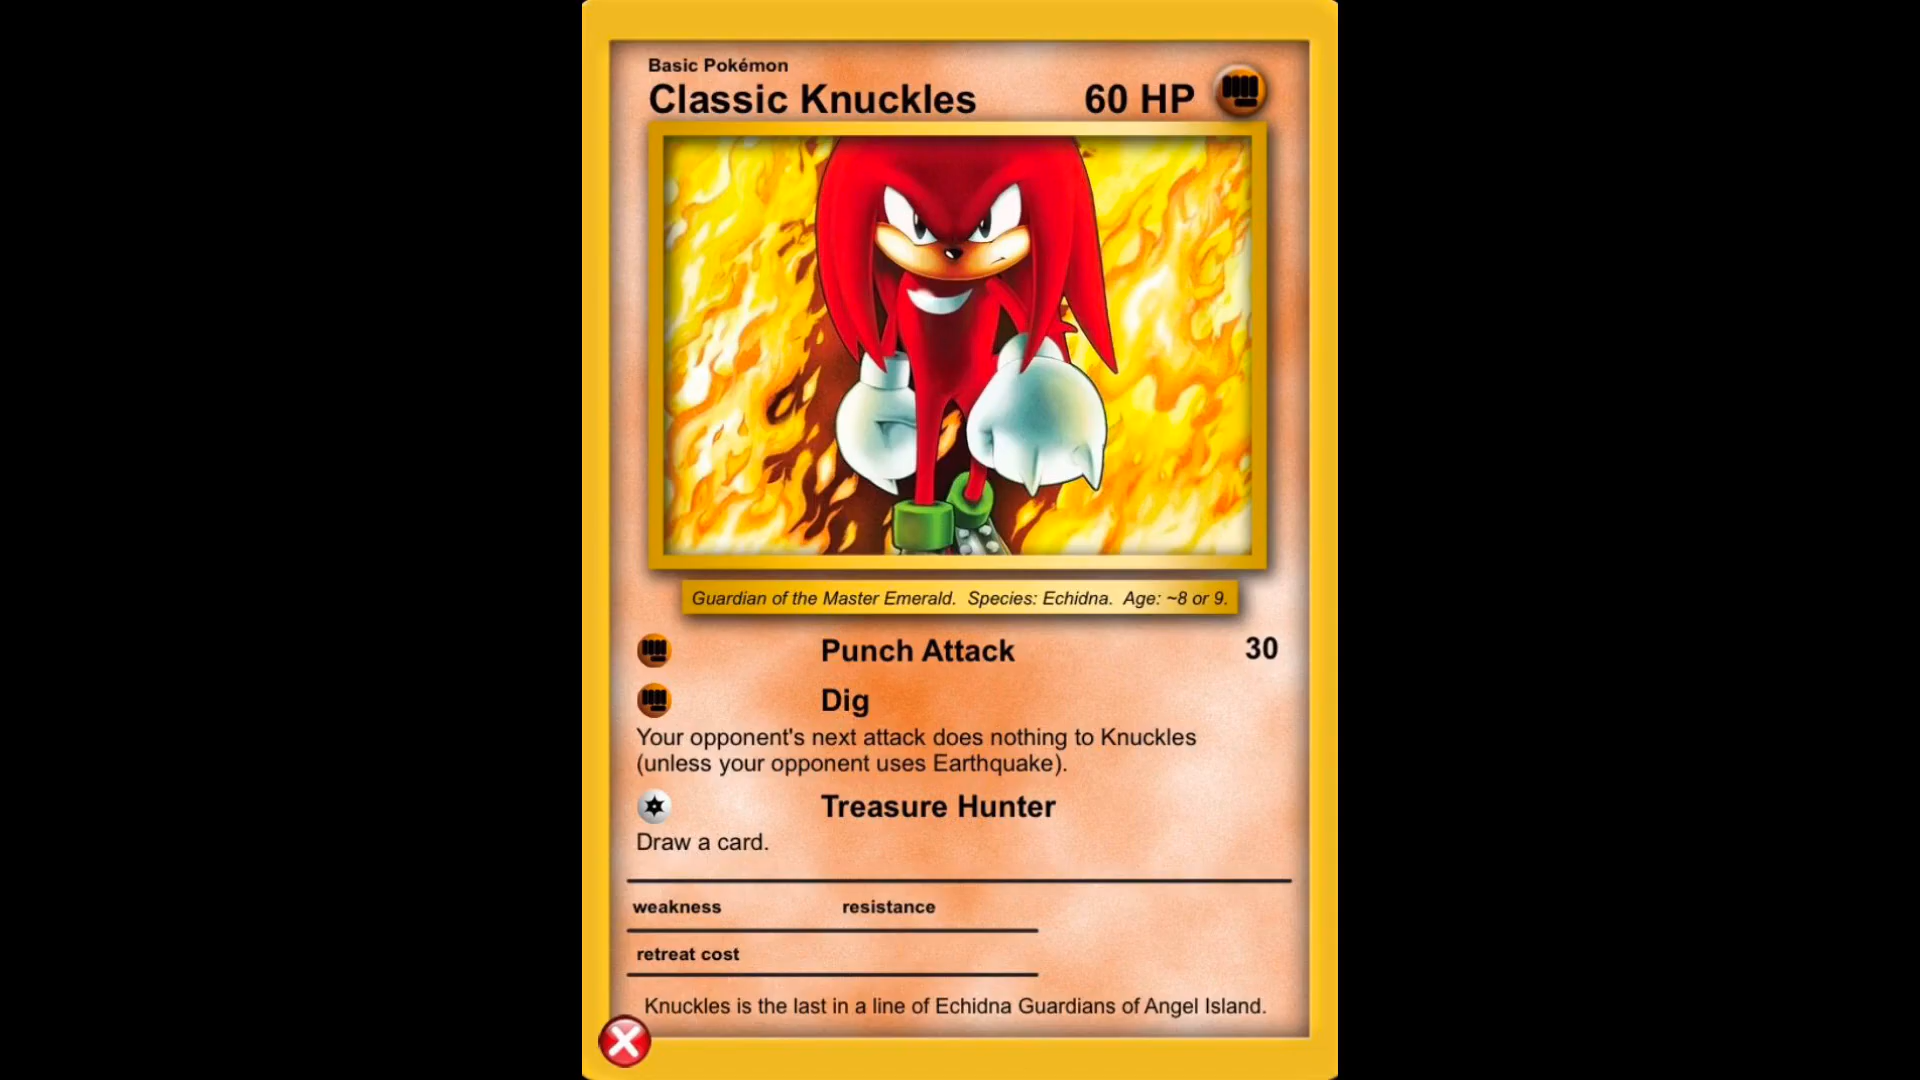 Basic Pokémon
Classic Knuckles 60 HP
Guardian of the Master Emerald. Species: Echidna. Age: ~8 or 9.
Punch Attack 30
Dig
Your opponent's next attack does nothing to Knuckles
(unless your opponent uses Earthquake).
Treasure Hunter
Draw a card.
weakness resistance
retreat cost
Knuckles is the last in a line of Echidna Guardians of Angel Island.